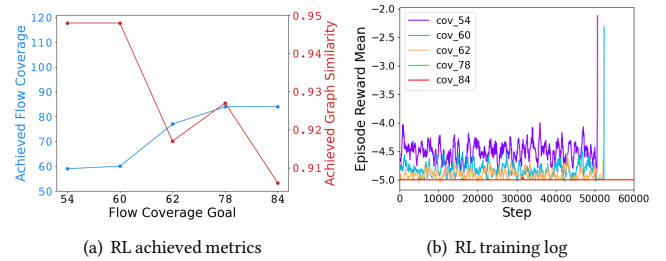 120
110
100
90
80
70
60
50
Achieved Flow Coverage
0.95
0.94
0.93
0.92
0.91
Achieved Graph Similarity
54 60 62 78 84
Flow Coverage Goal
(a) RL achieved metrics
−2.0
−2.5
−3.0
−3.5
−4.0
−4.5
−5.0
Episode Reward Mean
cov_54
cov_60
cov_62
cov_78
cov_84
0 10000 20000 30000 40000 50000 60000
Step
(b) RL training log